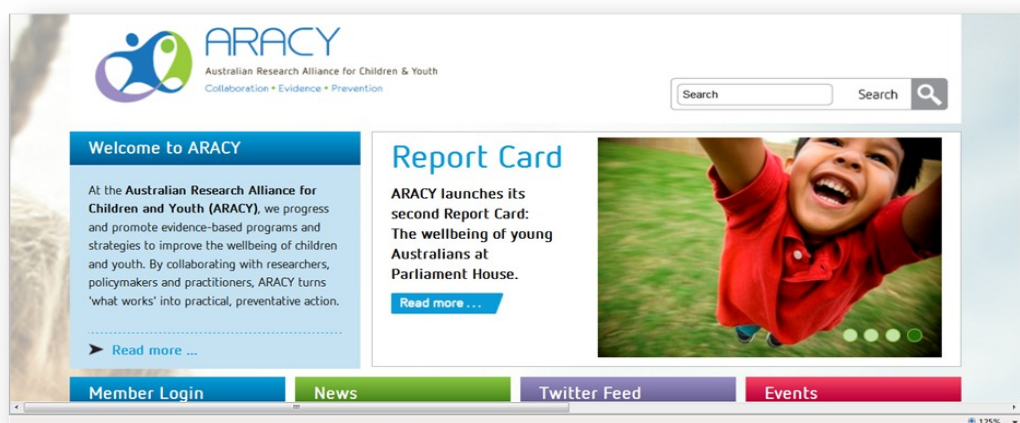 ARACY
Australian Research Alliance for Children & Youth
Collaboration • Evidence • Prevention
Search Search
Welcome to ARACY
At the Australian Research Alliance for
Children and Youth (ARACY), we progress
and promote evidence-based programs and
strategies to improve the wellbeing of children
and youth. By collaborating with researchers,
policymakers and practitioners, ARACY turns
'what works' into practical, preventative action.
Read more ...
Report Card
ARACY launches its
second Report Card:
The wellbeing of young
Australians at
Parliament House.
Read more ...
Member Login
News
Twitter Feed
Events
125%